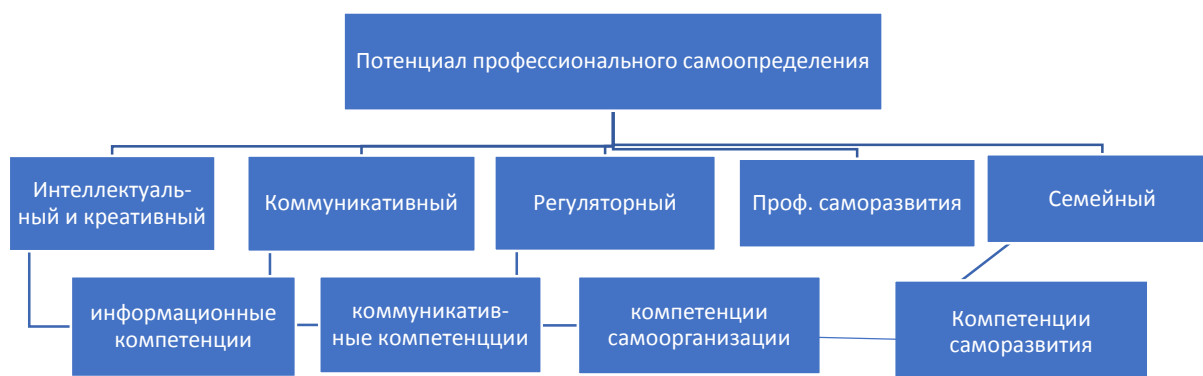 Потенциал профессионального самоопределения
Интеллектуаль-
ный и креативный
Коммуникативный
Регуляторный
Проф. саморазвития
Семейный
информационные
компетенции
коммуникатив-
ные компетенцции
компетенции
самоорганизации
Компетенции
саморазвития